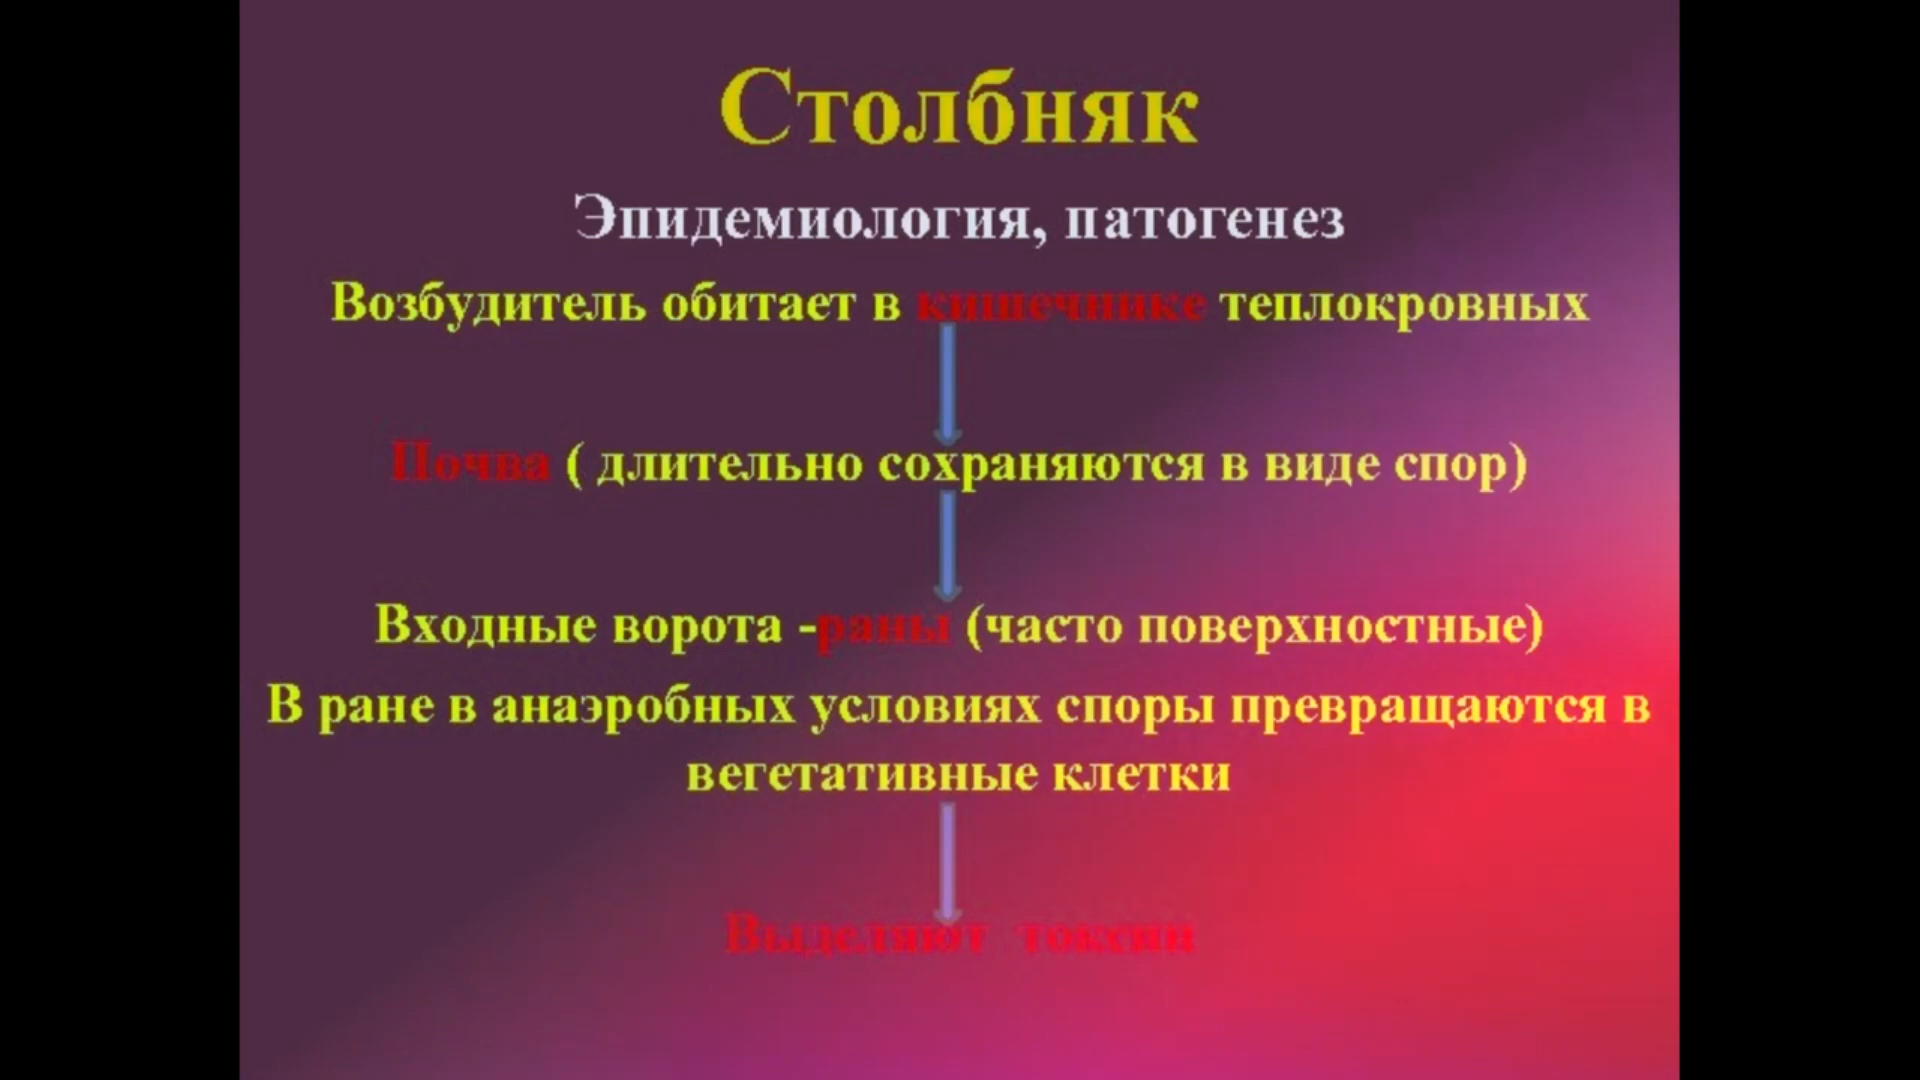 Столбняк
Эпидемиология, патогенез
Возбудитель обитает в кишечнике теплокровных
Почва ( длительно сохраняются в виде спор)
Входные ворота -раны (часто поверхностные)
В ране в анаэробных условиях споры превращаются в
вегетативные клетки
Выделяют токсин